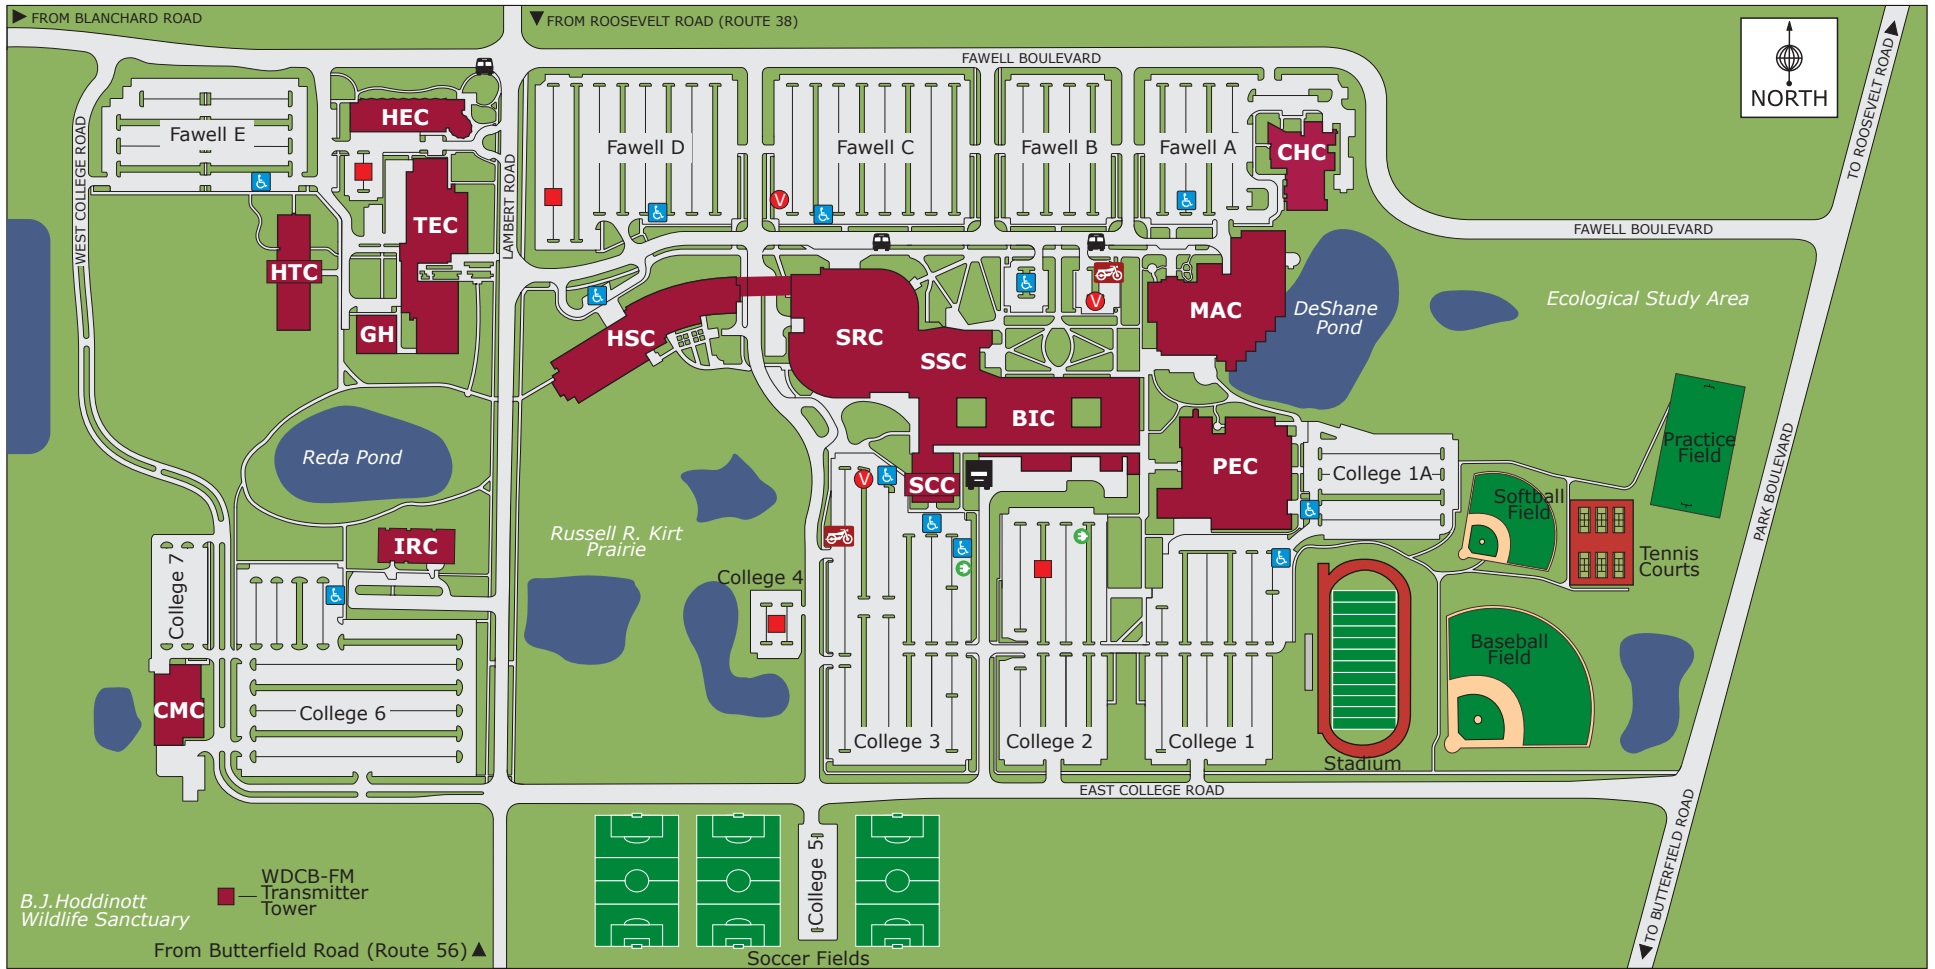 FROM BLANCHARD ROAD
FROM ROOSEVELT ROAD (ROUTE 38)
FAWELL BOULEVARD
TO ROOSEVELT ROAD
NORTH
WEST COLLEGE ROAD
Fawell E
HEC
LAMBERT ROAD
Fawell D
Fawell C
Fawell B
Fawell A
CHC
V
TEC
FAWELL BOULEVARD
HTC
GH
HSC
SRC
SSC
V
MAC
DeShane
Pond
Ecological Study Area
BIC
Reda Pond
V
SCC
PEC
College 1A
Practice
Field
Softball
Field
PARK BOULEVARD
Tennis
Courts
Russell R. Kirt
Prairie
IRC
College 7
College 4
Baseball
Field
CMC
College 6
College 3
College 2
College 1
Stadium
EAST COLLEGE ROAD
College 5
Soccer Fields
TO BUTTERFIELD ROAD
WDCB-FM
Transmitter
Tower
B.J.Hoddinott
Wildlife Sanctuary
From Butterfield Road (Route 56)